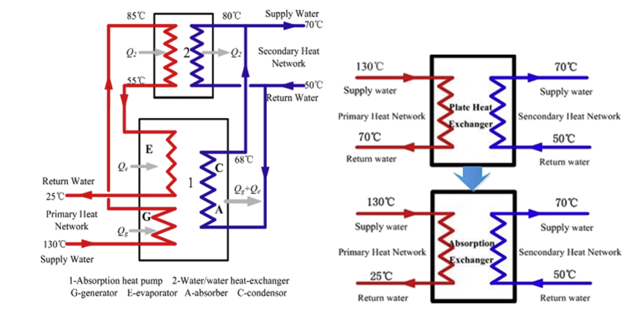 85℃
80℃
Supply Water
70℃
Q₂
2
Q₂
Secondary Heat
Network
55℃
50℃
Return Water
E
Qₑ
1
C
68℃
Q_g+Qₑ
A
Return Water
25℃
Primary Heat
Network
G
Q_g
130℃
Supply Water
1-Absorption heat pump 2-Water/water heat-exchanger
G-generator E-evaporator A-absorber C-condensor
130℃
70℃
Supply water
Supply water
Plate Heat
Exchanger
Primary Heat Network
Sencondary Heat Network
70℃
50℃
Return water
Return water
130℃
70℃
Supply water
Supply water
Absorption
Exchanger
Primary Heat Network
Sencondary Heat Network
25℃
50℃
Return water
Return water